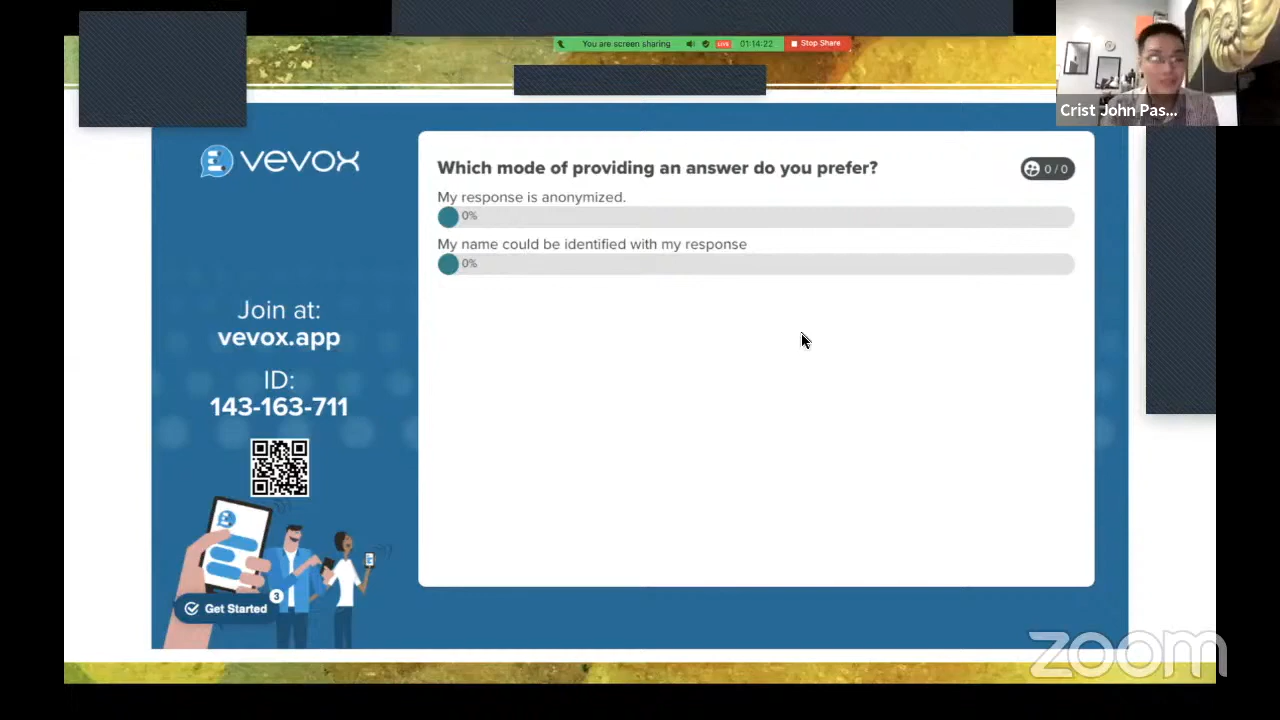 You are screen sharing LIVE 01:14:22 Stop Share
Crist John Pas...
vevox
Which mode of providing an answer do you prefer?
0 / 0
My response is anonymized.
0%
My name could be identified with my response
0%
Join at:
vevox.app
ID:
143-163-711
3
Get Started
zoom